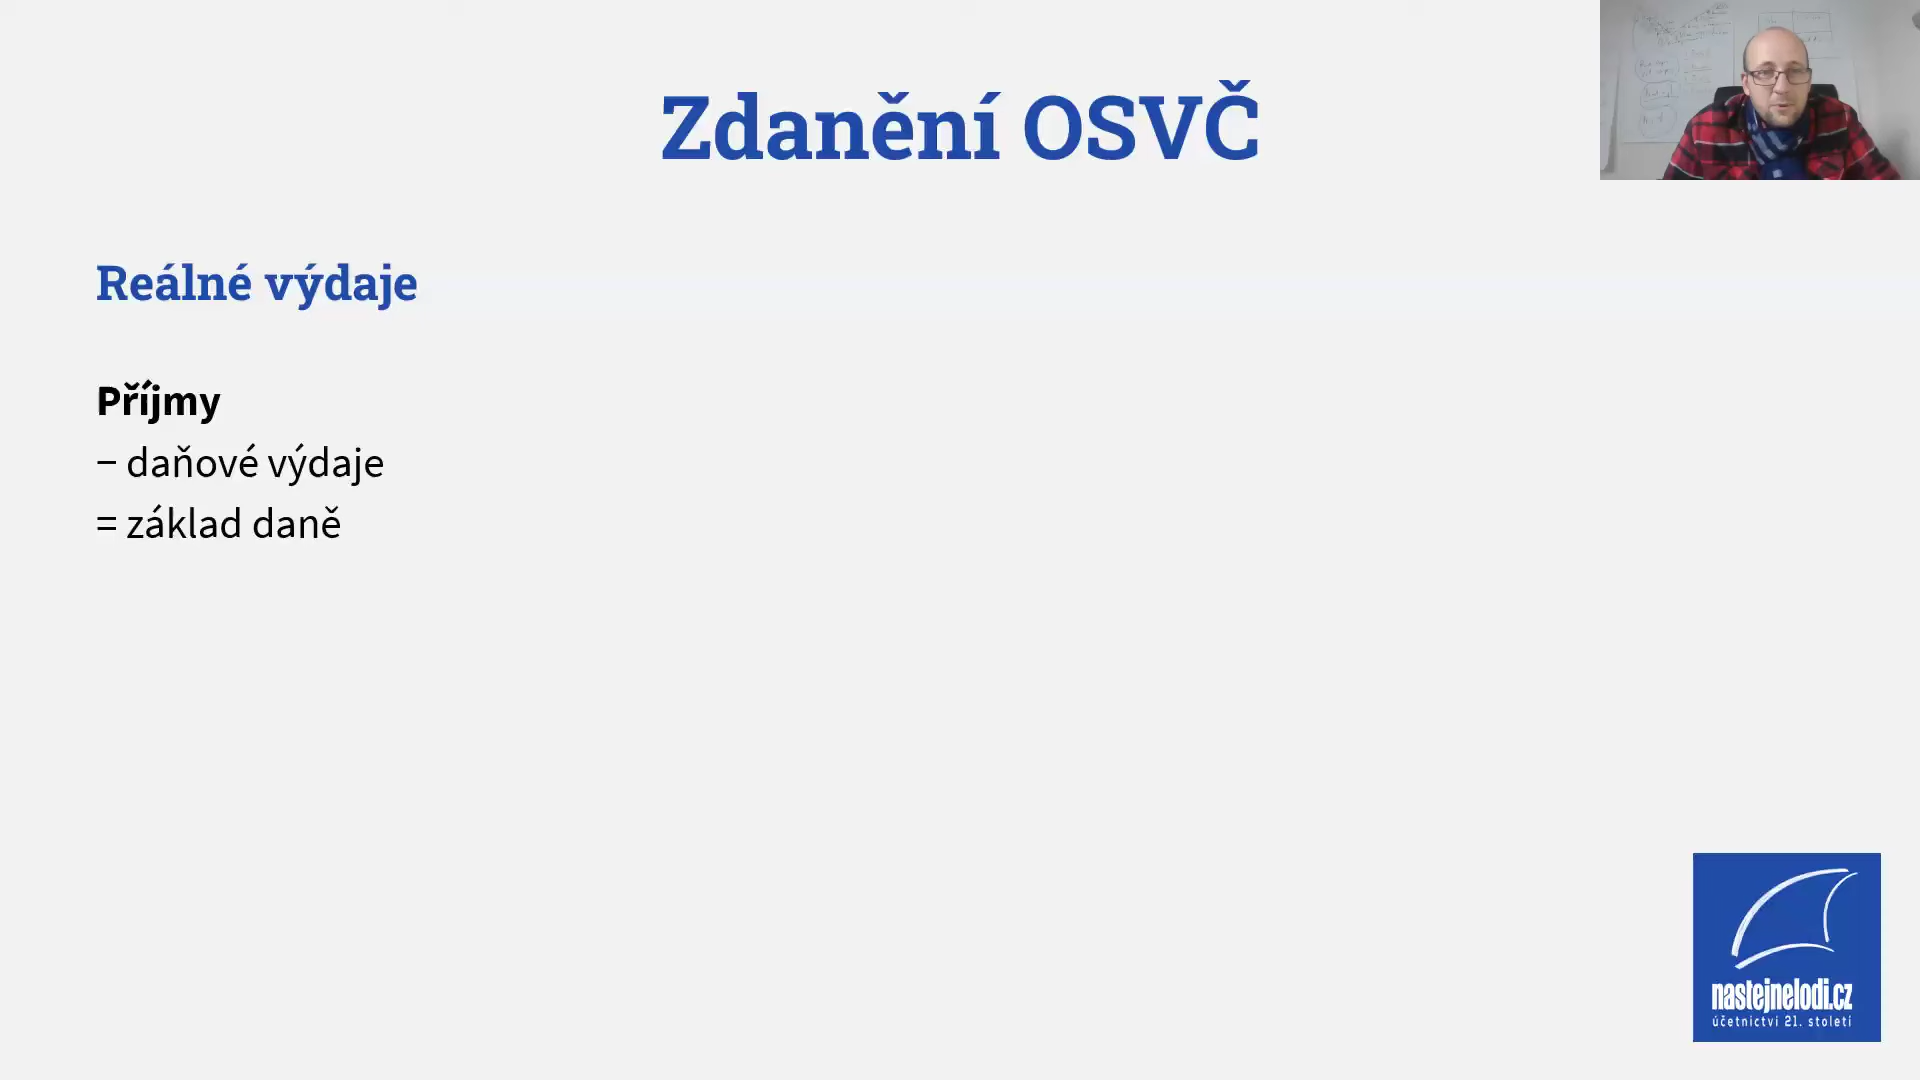 Zdanění OSVČ
Reálné výdaje
Příjmy
− daňové výdaje
= základ daně
nastejnelodi.cz
účetnictví 21. století